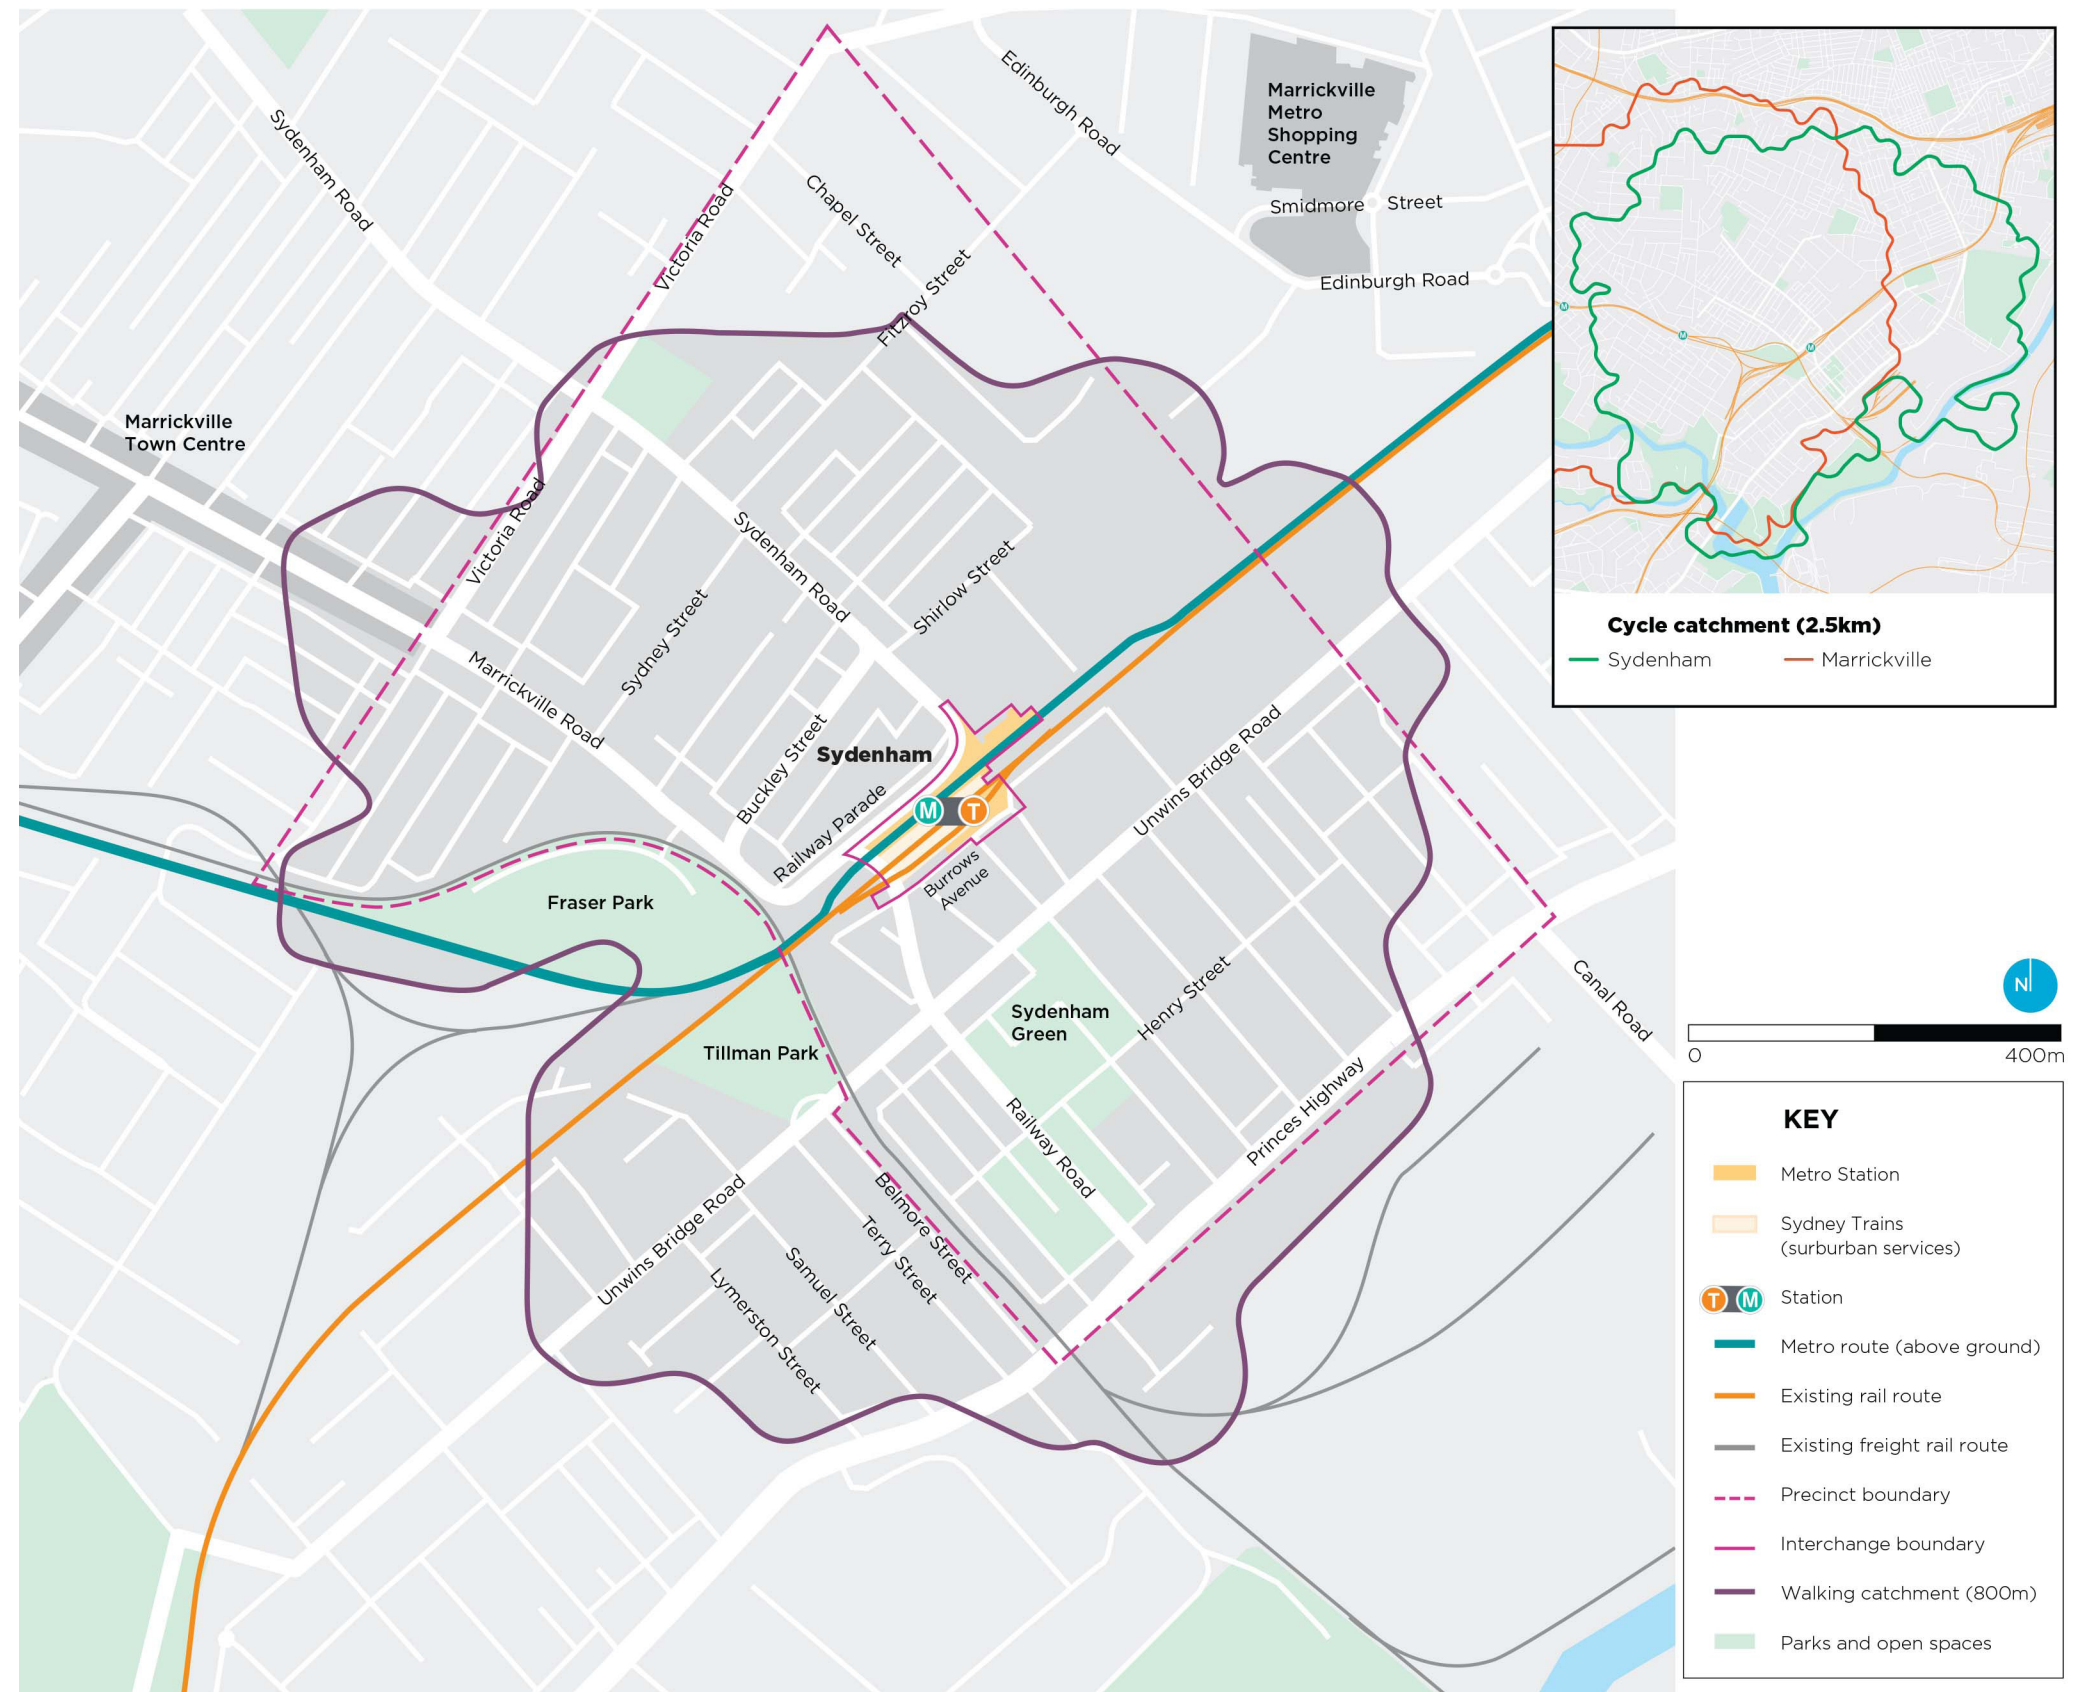 Edinburgh Road
Marrickville
Metro
Shopping
Centre
Sydenham Road
Chapel Street
Victoria Road
Smidmore Street
Fitzroy Street
Edinburgh Road
M
M
M
Marrickville
Town Centre
Victoria Road
Sydenham Road
Shirlow Street
Sydney Street
Marrickville Road
Buckley Street
Sydenham
Railway Parade
M T
Unwins Bridge Road
Burrows
Avenue
Fraser Park
Sydenham
Green
Henry Street
Tillman Park
Canal Road
Railway Road
Princes Highway
Unwins Bridge Road
Belmore Street
Terry Street
Samuel Street
Lymerston Street
Cycle catchment (2.5km)
Sydenham
Marrickville
N
0
400m
KEY
Metro Station
Sydney Trains
(surburban services)
T M
Station
Metro route (above ground)
Existing rail route
Existing freight rail route
Precinct boundary
Interchange boundary
Walking catchment (800m)
Parks and open spaces